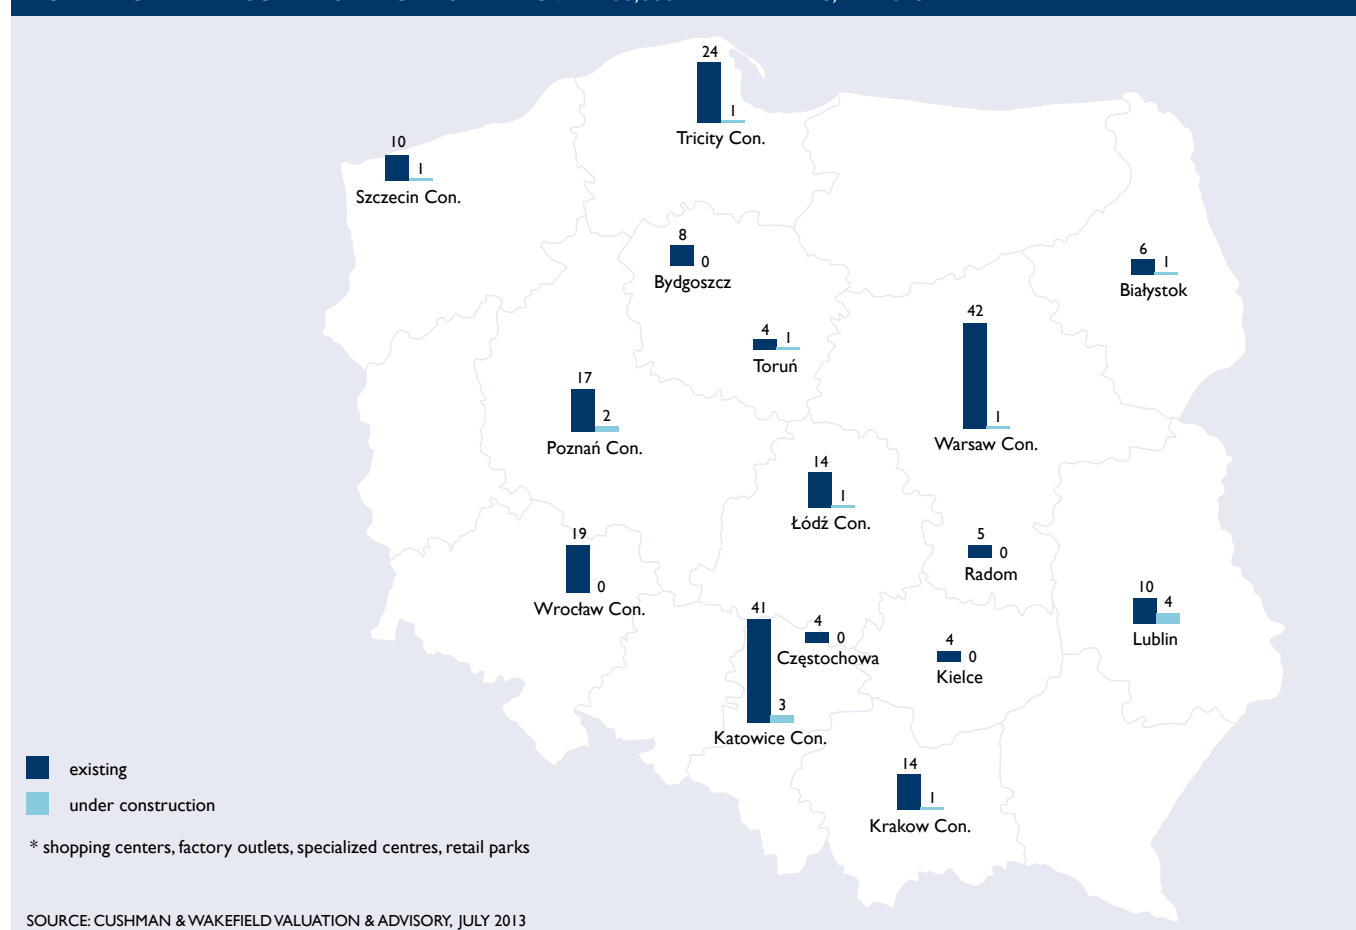 24
1
Tricity Con.
10
1
Szczecin Con.
8
0
Bydgoszcz
6
1
Białystok
4
1
Toruń
42
1
Warsaw Con.
17
2
Poznań Con.
14
1
Łódź Con.
19
0
Wrocław Con.
5
0
Radom
10
4
Lublin
41
3
Katowice Con.
4
0
Częstochowa
4
0
Kielce
14
1
Krakow Con.
existing
under construction
* shopping centers, factory outlets, specialized centres, retail parks
SOURCE: CUSHMAN & WAKEFIELD VALUATION & ADVISORY, JULY 2013